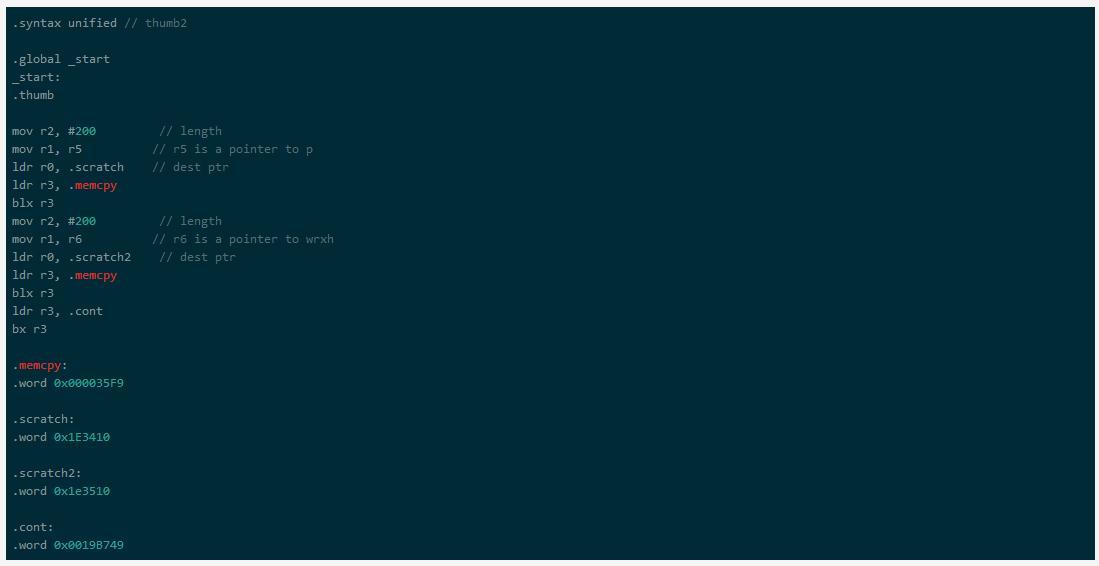 .syntax unified // thumb2
.global _start
_start:
.thumb
mov r2, #200         // length
mov r1, r5          // r5 is a pointer to p
ldr r0, .scratch    // dest ptr
ldr r3, .memcpy
blx r3
mov r2, #200         // length
mov r1, r6          // r6 is a pointer to wrxh
ldr r0, .scratch2    // dest ptr
ldr r3, .memcpy
blx r3
ldr r3, .cont
bx r3
.memcpy:
.word 0x000035F9
.scratch:
.word 0x1E3410
.scratch2:
.word 0x1e3510
.cont:
.word 0x0019B749